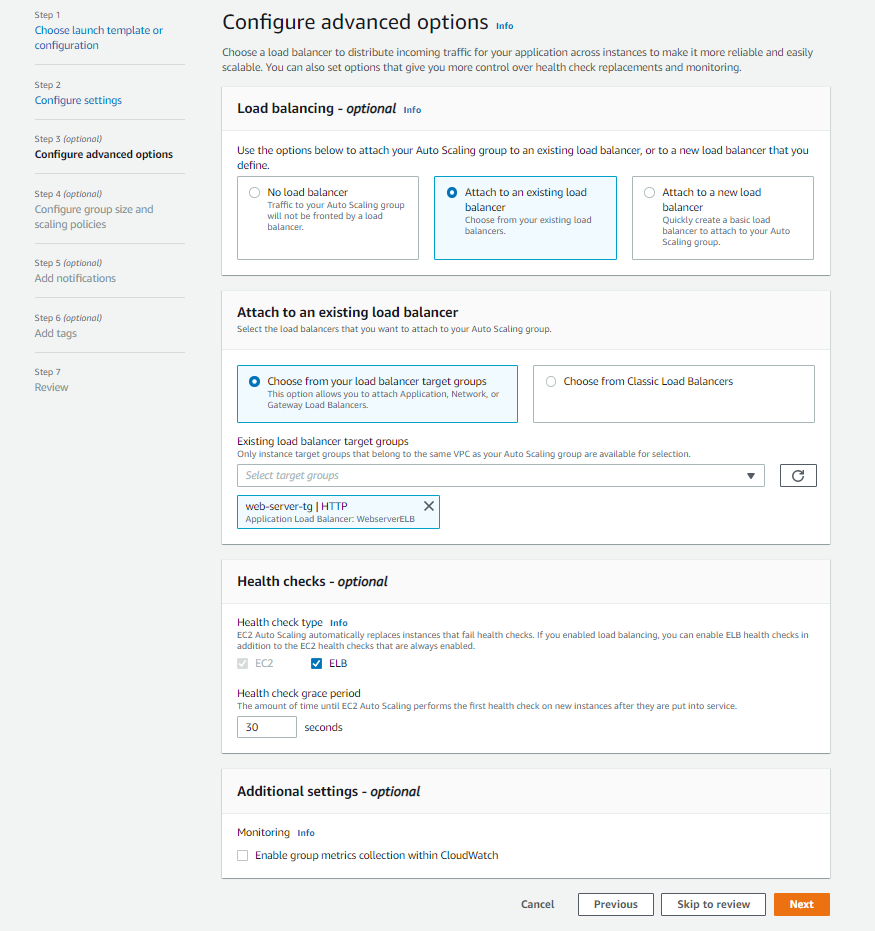 Step 1
Choose launch template or
configuration
Step 2
Configure settings
Step 3 (optional)
Configure advanced options
Step 4 (optional)
Configure group size and
scaling policies
Step 5 (optional)
Add notifications
Step 6 (optional)
Add tags
Step 7
Review
Configure advanced options Info
Choose a load balancer to distribute incoming traffic for your application across instances to make it more reliable and easily
scalable. You can also set options that give you more control over health check replacements and monitoring.
Load balancing - optional Info
Use the options below to attach your Auto Scaling group to an existing load balancer, or to a new load balancer that you
define.
No load balancer
Traffic to your Auto Scaling group
will not be fronted by a load
balancer.
Attach to an existing load
balancer
Choose from your existing load
balancers.
Attach to a new load
balancer
Quickly create a basic load
balancer to attach to your Auto
Scaling group.
Attach to an existing load balancer
Select the load balancers that you want to attach to your Auto Scaling group.
Choose from your load balancer target groups
This option allows you to attach Application, Network, or
Gateway Load Balancers.
Choose from Classic Load Balancers
Existing load balancer target groups
Only instance target groups that belong to the same VPC as your Auto Scaling group are available for selection.
Select target groups
web-server-tg | HTTP
Application Load Balancer: WebserverELB
Health checks - optional
Health check type Info
EC2 Auto Scaling automatically replaces instances that fail health checks. If you enabled load balancing, you can enable ELB health checks in
addition to the EC2 health checks that are always enabled.
EC2 ELB
Health check grace period
The amount of time until EC2 Auto Scaling performs the first health check on new instances after they are put into service.
30 seconds
Additional settings - optional
Monitoring Info
Enable group metrics collection within CloudWatch
Cancel Previous Skip to review Next